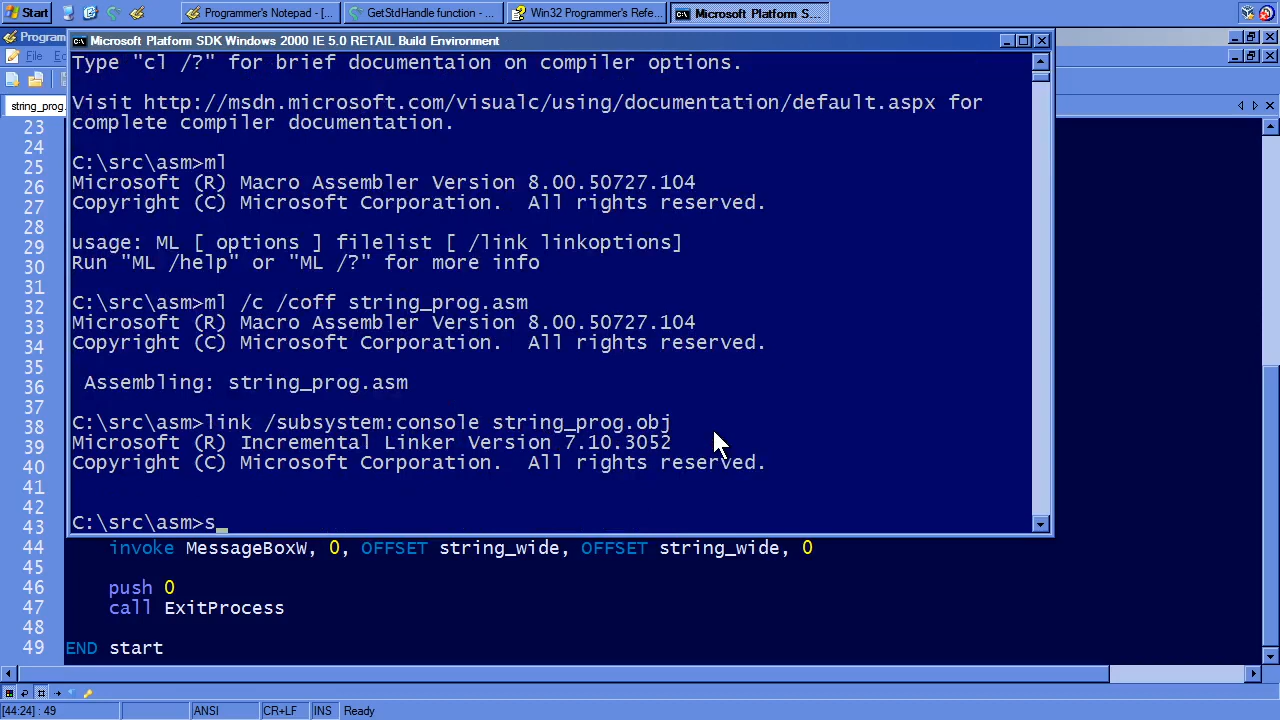 Start
Programmer's Notepad - [...
GetStdHandle function - ...
Win32 Programmer's Refe...
Microsoft Platform S...
Program
Microsoft Platform SDK Windows 2000 IE 5.0 RETAIL Build Environment
File
string_prog.
Type "cl /?" for brief documentaion on compiler options.
Visit http://msdn.microsoft.com/visualc/using/documentation/default.aspx for
complete compiler documentation.
C:\src\asm>ml
Microsoft (R) Macro Assembler Version 8.00.50727.104
Copyright (C) Microsoft Corporation.  All rights reserved.
usage: ML [ options ] filelist [ /link linkoptions]
Run "ML /help" or "ML /?" for more info
C:\src\asm>ml /c /coff string_prog.asm
Microsoft (R) Macro Assembler Version 8.00.50727.104
Copyright (C) Microsoft Corporation.  All rights reserved.
Assembling: string_prog.asm
C:\src\asm>link /subsystem:console string_prog.obj
Microsoft (R) Incremental Linker Version 7.10.3052
Copyright (C) Microsoft Corporation.  All rights reserved.
C:\src\asm>s_
23
24
25
26
27
28
29
30
31
32
33
34
35
36
37
38
39
40
41
42
43
44 invoke MessageBoxW, 0, OFFSET string_wide, OFFSET string_wide, 0
45
46 push 0
47 call ExitProcess
48
49 END start
[44:24] : 49 ANSI CR+LF INS Ready